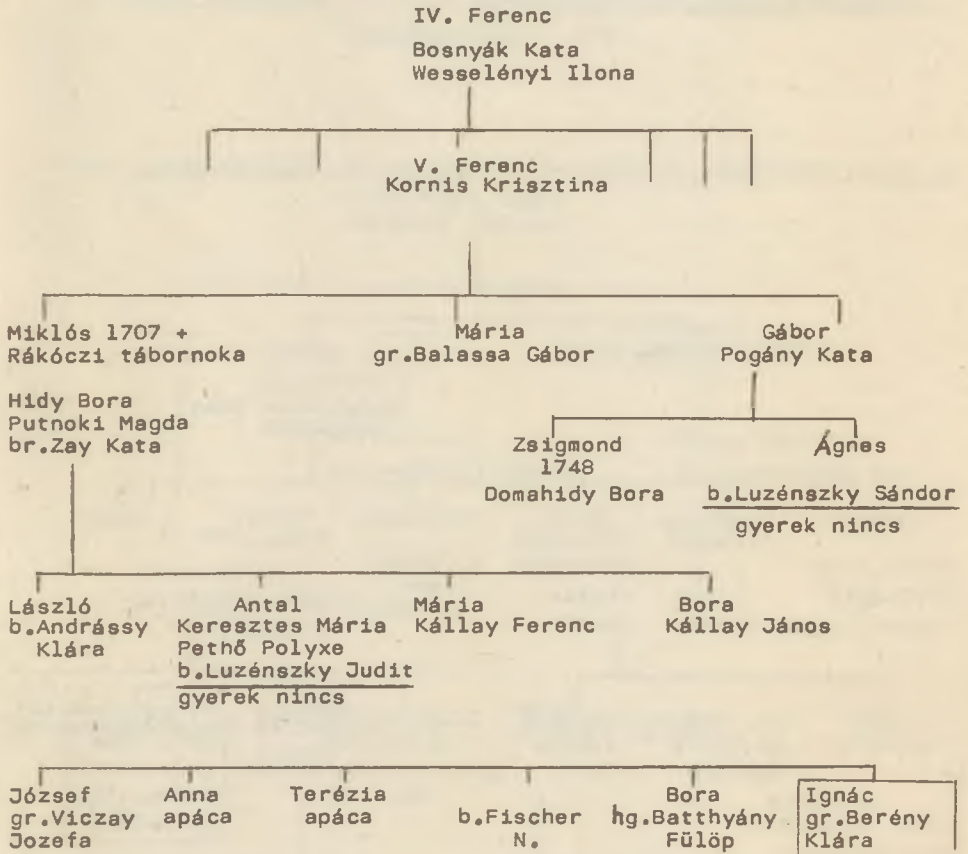 IV. Ferenc
Bosnyák Kata
Wesselényi Ilona
V. Ferenc
Kornis Krisztina
Miklós 1707 +
Rákóczi tábornoka
Hidy Bora
Putnoki Magda
br.Zay Kata
Mária
gr.Balassa Gábor
Gábor
Pogány Kata
Zsigmond
1748
Domahidy Bora
Ágnes
b.Luzénszky Sándor
gyerek nincs
László
b.Andrássy
Klára
Antal
Keresztes Mária
Pethő Polyxe
b.Luzénszky Judit
gyerek nincs
Mária
Kállay Ferenc
Bora
Kállay János
József
gr.Viczay
Jozefa
Anna
apáca
Terézia
apáca
b.Fischer
N.
Bora
hg.Batthyány
Fülöp
Ignác
gr.Berény
Klára